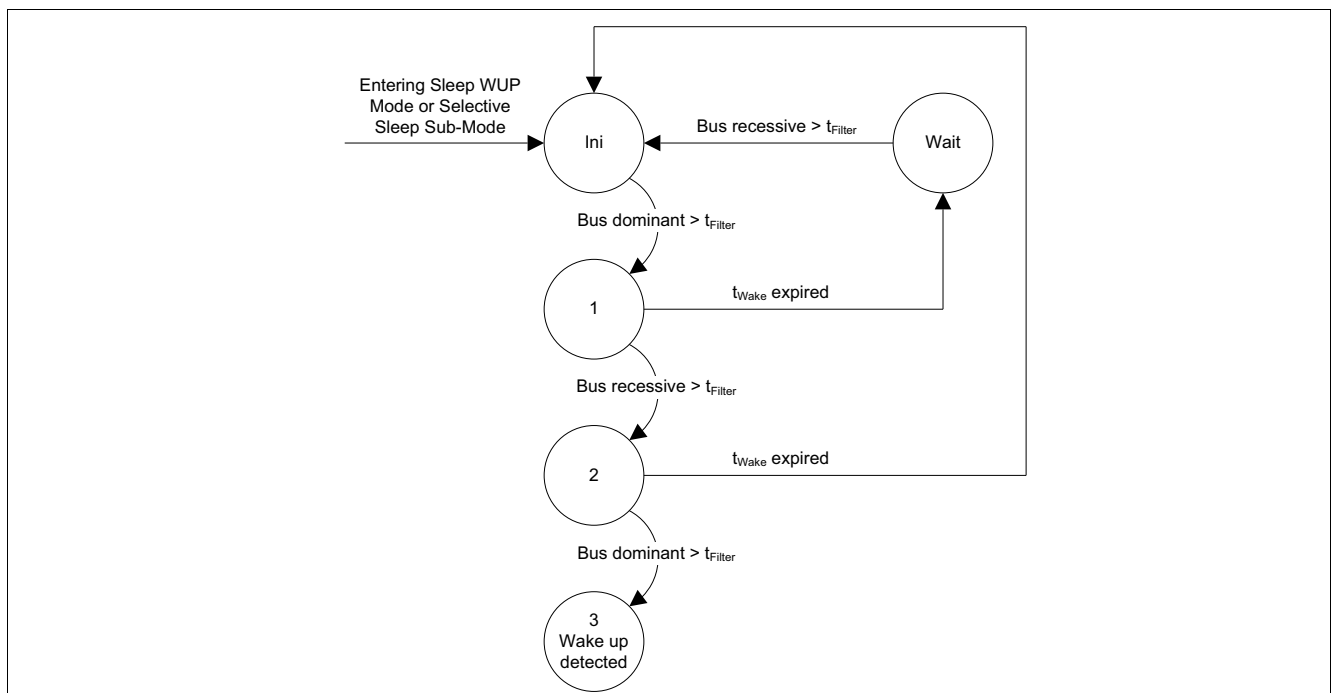 Entering Sleep WUP
Mode or Selective
Sleep Sub-Mode
Ini
Bus recessive > tFilter
Wait
Bus dominant > tFilter
1
tWake expired
Bus recessive > tFilter
2
tWake expired
Bus dominant > tFilter
3
Wake up
detected